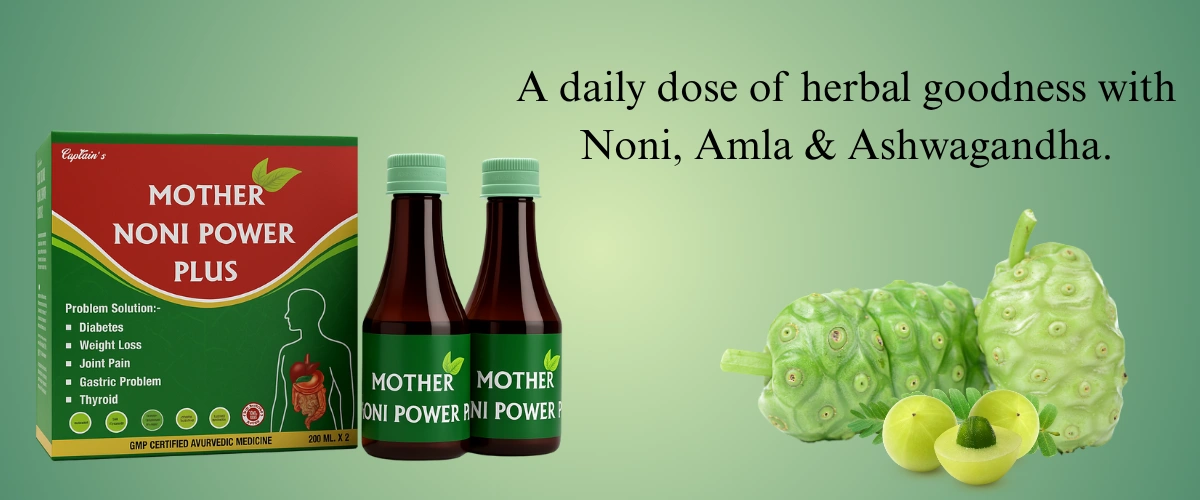 A daily dose of herbal goodness with
Noni, Amla & Ashwagandha.
Captain's
MOTHER
NONI POWER
PLUS
Problem Solution:-
Diabetes
Weight Loss
Joint Pain
Gastric Problem
Thyroid
GMP CERTIFIED AYURVEDIC MEDICINE
200 ML. X 2
MOTHER
ONI POWER P
MOTHER
NI POWER P